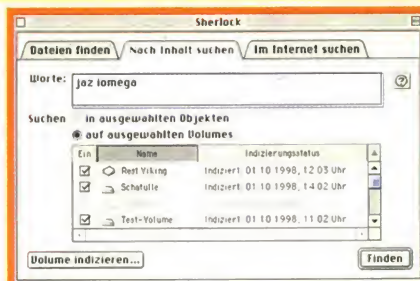 Sherlock
Dateien finden Nach Inhalt suchen Im Internet suchen
Worte: jaz iomega
Suchen in ausgewählten Objekten
auf ausgewählten Volumes
Ein Name Indizierungsstatus
Rest Viking Indiziert 01 10 1998, 12 03 Uhr
Schatulle Indiziert 01 10 1998, 14 02 Uhr
Test-Volume Indiziert 01 10 1998, 11 02 Uhr
Volume indizieren... Finden